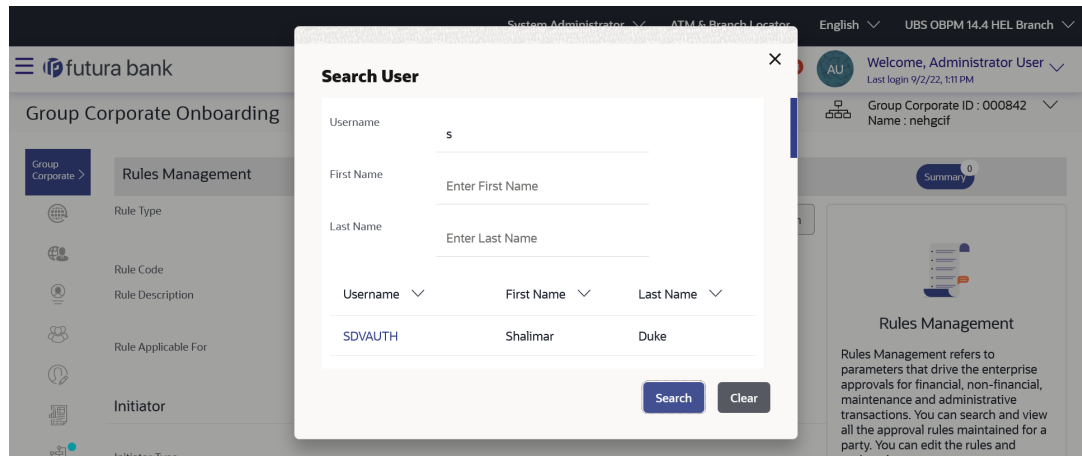 System Administrator
ATM & Branch Locator
English
UBS OBPM 14.4 HEL Branch
futura bank
AU
Welcome, Administrator User
Last login 9/2/22, 1:11 PM
Group Corporate Onboarding
Group Corporate ID : 000842
Name : nehgcif
Group
Corporate >
Rules Management
Summary
0
Rule Type
Rule Code
Rule Description
Rule Applicable For
Initiator
Initiator Type
Search User
Username
s
First Name
Enter First Name
Last Name
Enter Last Name
Username First Name Last Name
SDVAUTH Shalimar Duke
Search
Clear
Rules Management
Rules Management refers to
parameters that drive the enterprise
approvals for financial, non-financial,
maintenance and administrative
transactions. You can search and view
all the approval rules maintained for a
party. You can edit the rules and